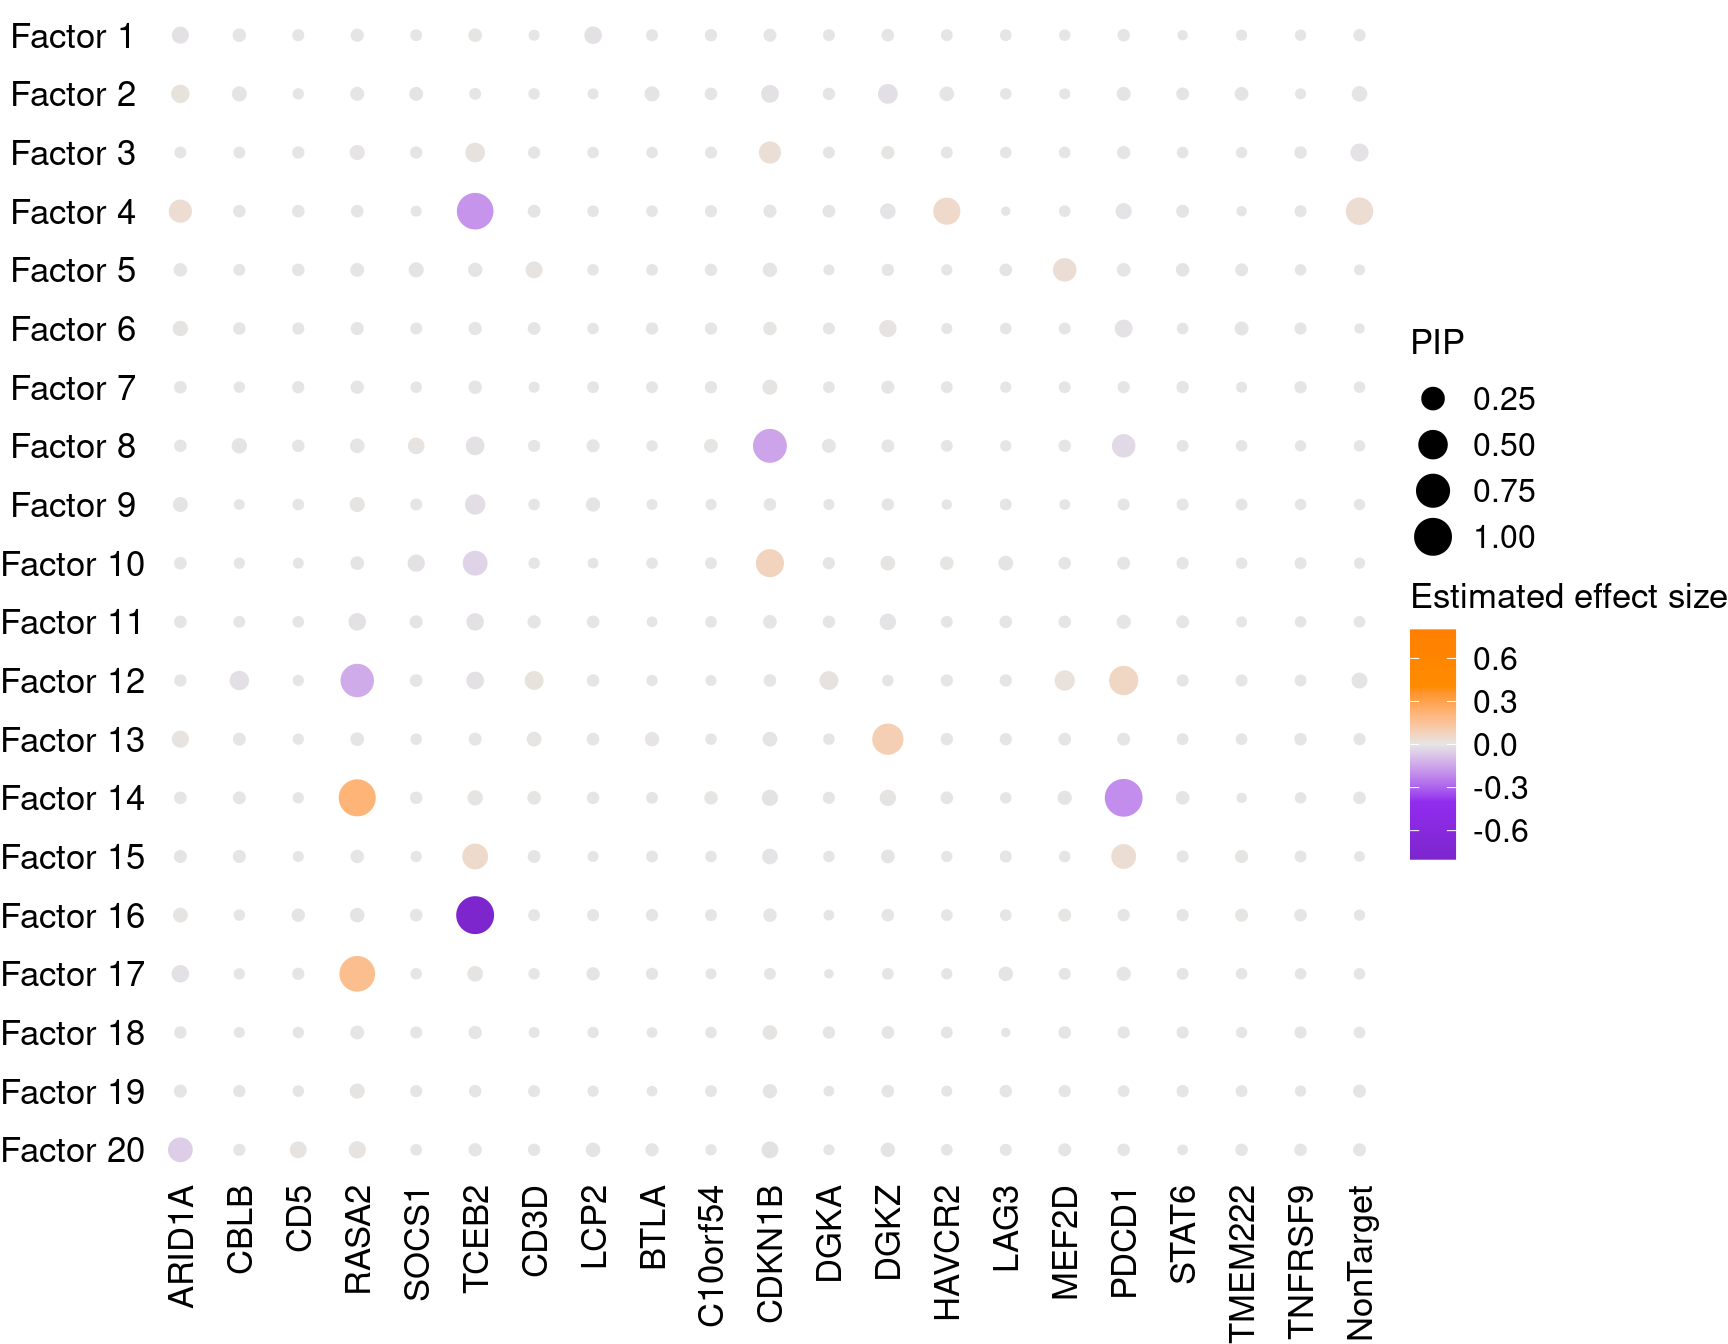 Factor 1
Factor 2
Factor 3
Factor 4
Factor 5
Factor 6
Factor 7
Factor 8
Factor 9
Factor 10
Factor 11
Factor 12
Factor 13
Factor 14
Factor 15
Factor 16
Factor 17
Factor 18
Factor 19
Factor 20
ARID1A
CBLB
CD5
RASA2
SOCS1
TCEB2
CD3D
LCP2
BTLA
C10orf54
CDKN1B
DGKA
DGKZ
HAVCR2
LAG3
MEF2D
PDCD1
STAT6
TMEM222
TNFRSF9
NonTarget
PIP
0.25
0.50
0.75
1.00
Estimated effect size
0.6
0.3
0.0
-0.3
-0.6